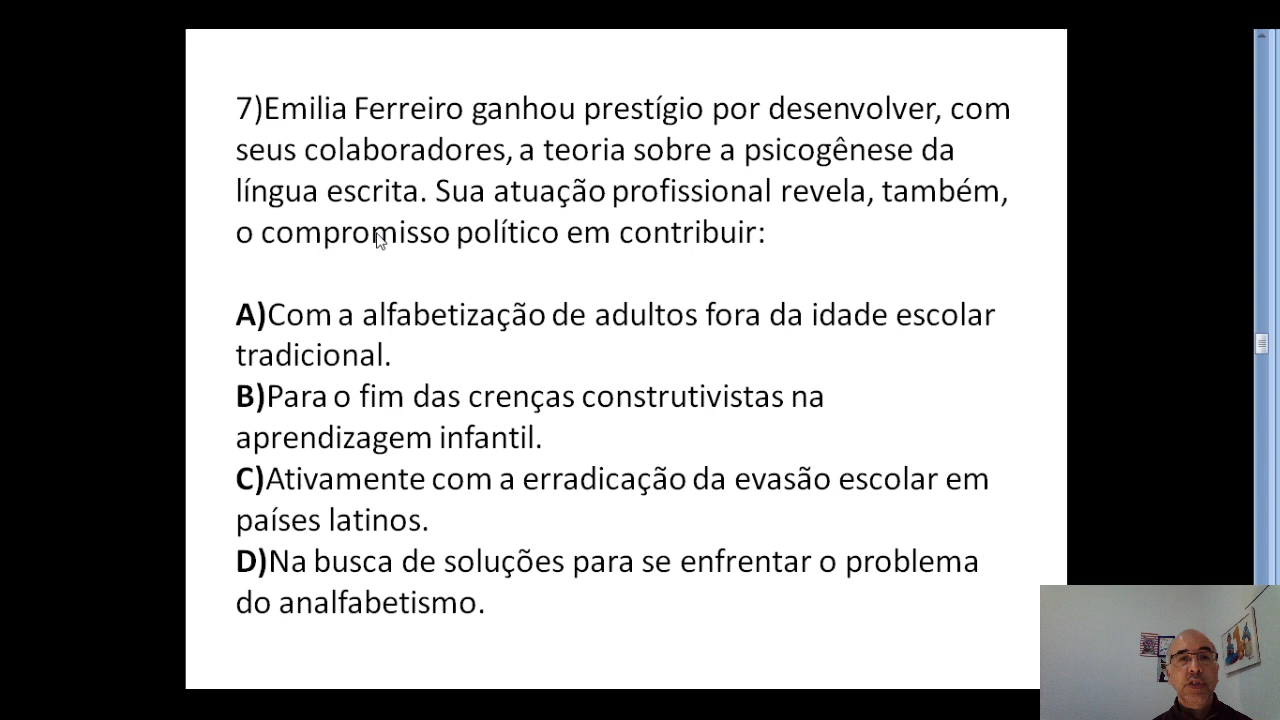 7)Emilia Ferreiro ganhou prestígio por desenvolver, com
seus colaboradores, a teoria sobre a psicogênese da
língua escrita. Sua atuação profissional revela, também,
o compromisso político em contribuir:
A)Com a alfabetização de adultos fora da idade escolar
tradicional.
B)Para o fim das crenças construtivistas na
aprendizagem infantil.
C)Ativamente com a erradicação da evasão escolar em
países latinos.
D)Na busca de soluções para se enfrentar o problema
do analfabetismo.